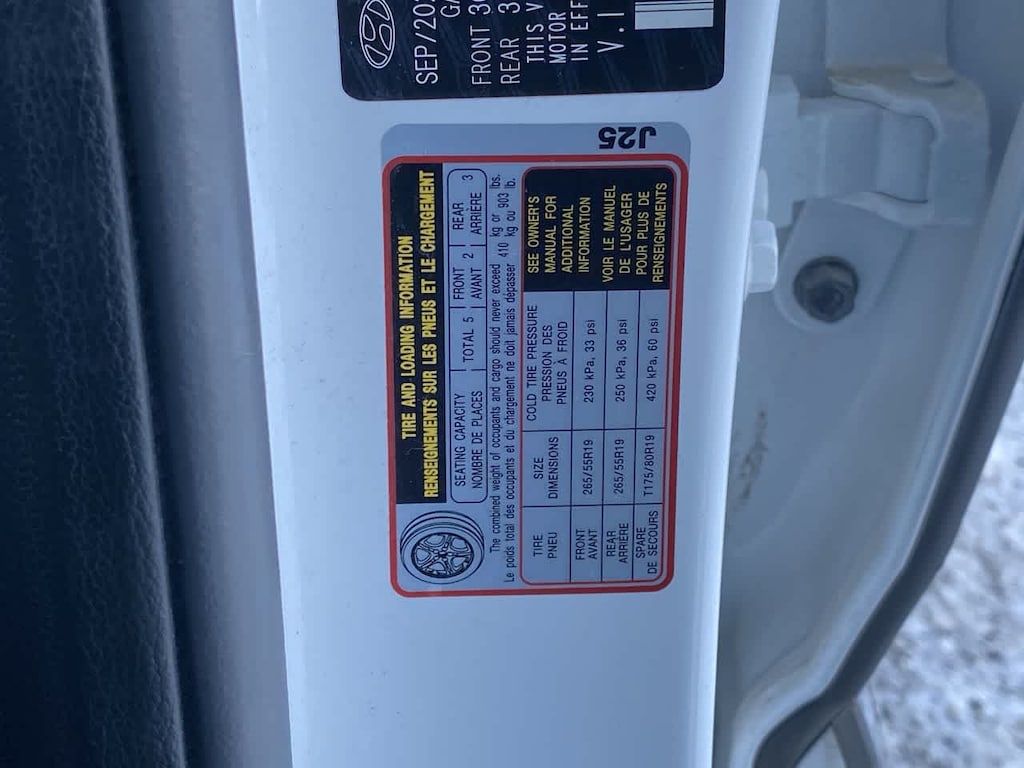 SEP/20
FRONT
REAR
THIS
MOTOR
IN EFF
V.I
J25
TIRE AND LOADING INFORMATION
RENSEIGNEMENTS SUR LES PNEUS ET LE CHARGEMENT
SEATING CAPACITY TOTAL 5 FRONT 2 REAR 3
NOMBRE DE PLACES AVANT ARRIÈRE
The combined weight of occupants and cargo should never exceed 410 kg or 903 lbs.
Le poids total des occupants et du chargement ne doit jamais dépasser kg ou lb.
TIRE SIZE COLD TIRE PRESSURE
PNEU DIMENSIONS PRESSION DES
PNEUS À FROID
FRONT 265/55R19 230 kPa, 33 psi
AVANT
REAR 265/55R19 250 kPa, 36 psi
ARRIÈRE
SPARE T175/80R19 420 kPa, 60 psi
DE SECOURS
SEE OWNER'S
MANUAL FOR
ADDITIONAL
INFORMATION
VOIR LE MANUEL
DE L'USAGER
POUR PLUS DE
RENSEIGNEMENTS